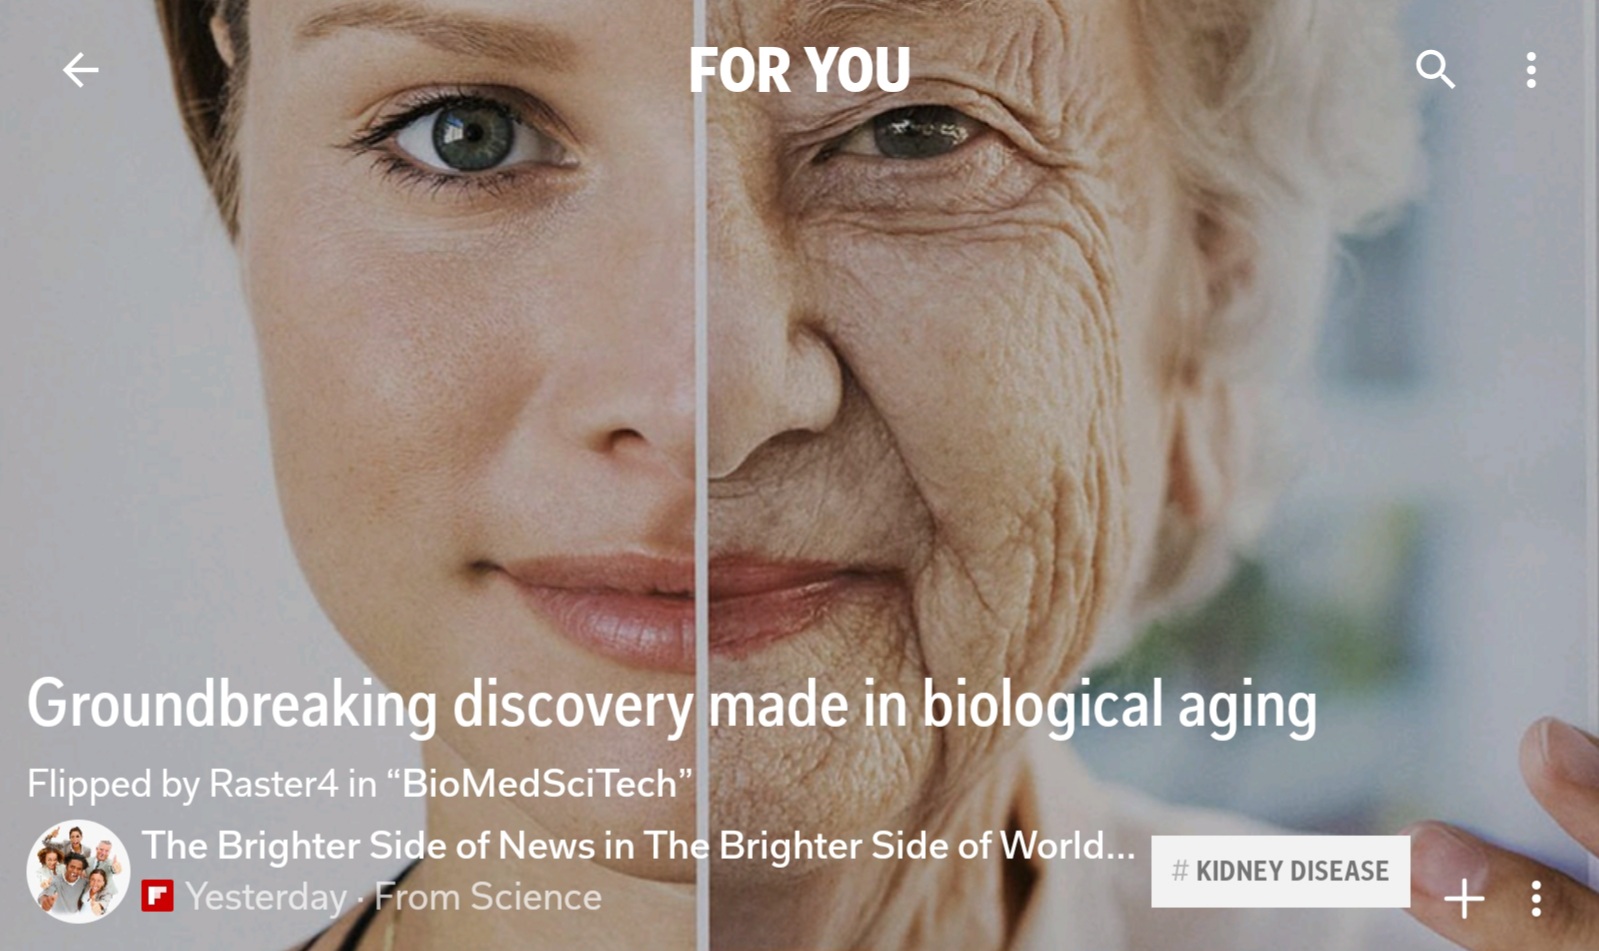 FOR YOU
Groundbreaking discovery made in biological aging
Flipped by Raster4 in “BioMedSciTech”
The Brighter Side of News in The Brighter Side of World...
Yesterday · From Science
# KIDNEY DISEASE